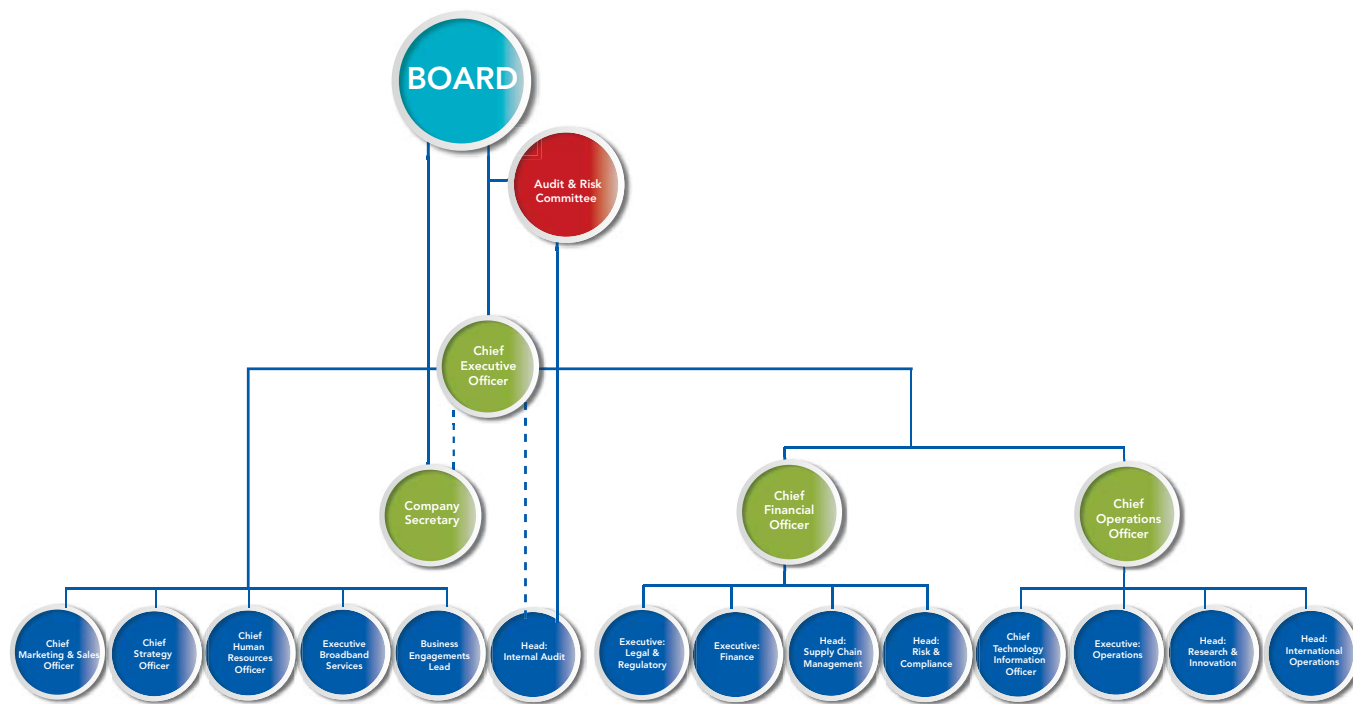 BOARD
Audit & Risk
Committee
Chief
Executive
Officer
Company
Secretary
Chief
Financial
Officer
Chief
Operations
Officer
Chief
Marketing & Sales
Officer
Chief
Strategy
Officer
Chief
Human
Resources
Officer
Executive
Broadband
Services
Business
Engagements
Lead
Head:
Internal Audit
Executive:
Legal &
Regulatory
Executive:
Finance
Head:
Supply Chain
Management
Head:
Risk &
Compliance
Chief
Technology
Information
Officer
Executive:
Operations
Head:
Research &
Innovation
Head:
International
Operations